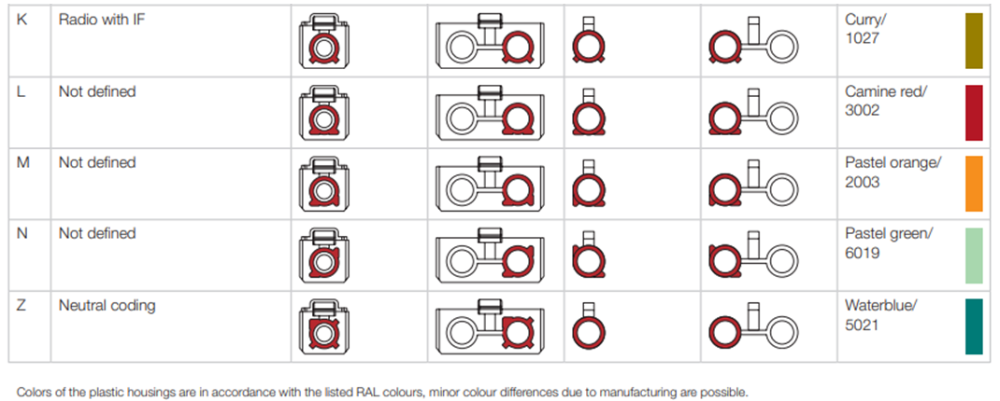 K Radio with IF Curry/
1027
L Not defined Camine red/
3002
M Not defined Pastel orange/
2003
N Not defined Pastel green/
6019
Z Neutral coding Waterblue/
5021
Colors of the plastic housings are in accordance with the listed RAL colours, minor colour differences due to manufacturing are possible.